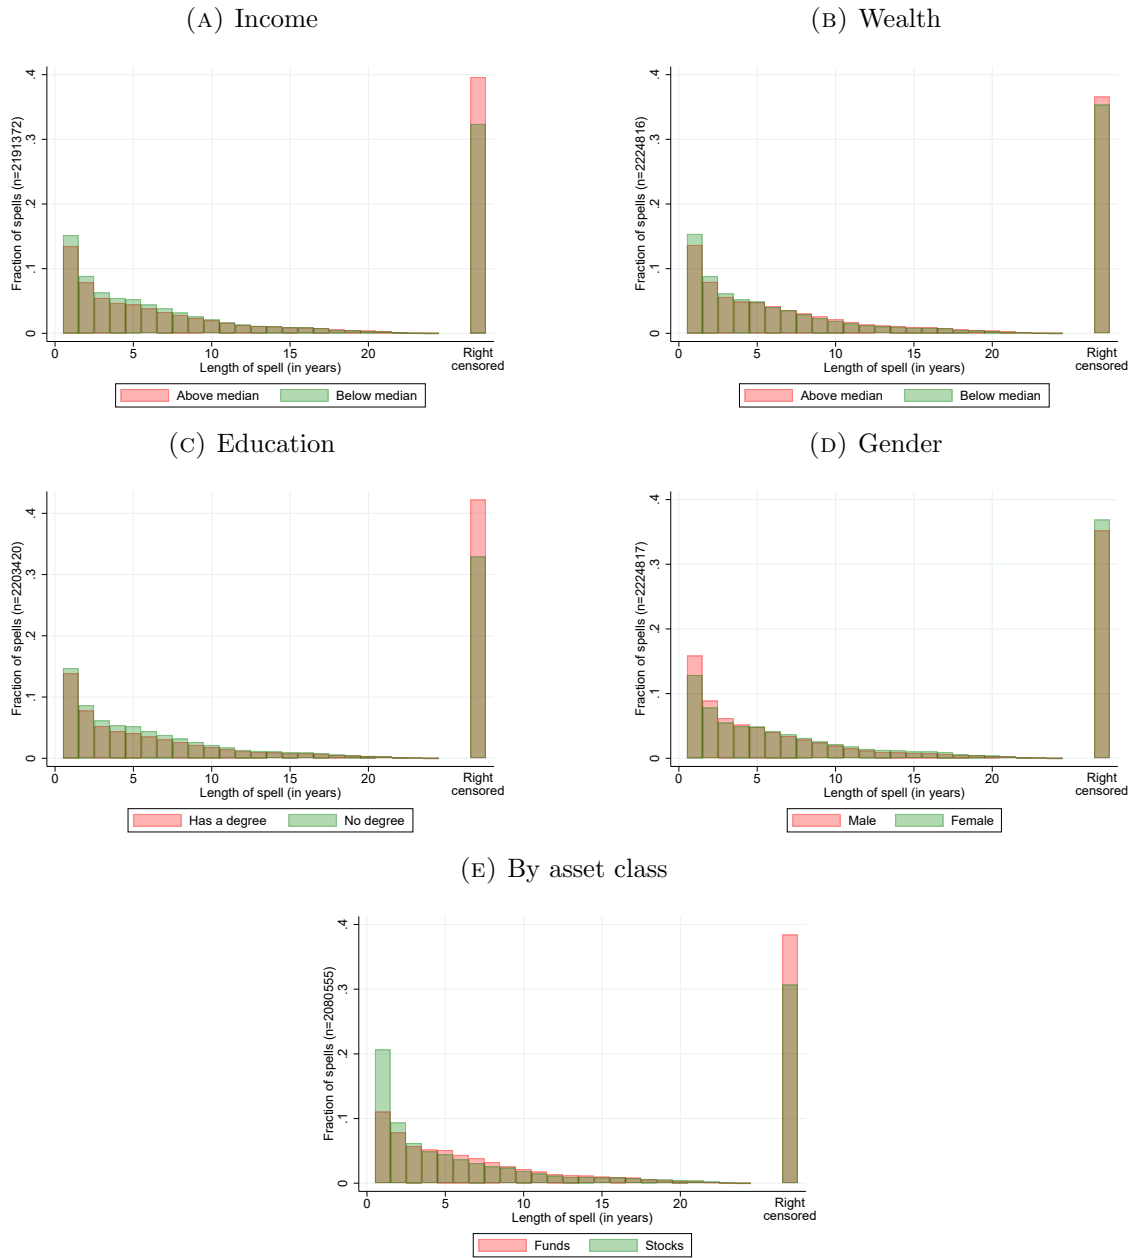 (A) Income
Fraction of spells (n=2191372)
.4
.3
.2
.1
0
0 5 10 15 20 Right censored
Length of spell (in years)
Above median Below median
(B) Wealth
Fraction of spells (n=2224816)
.4
.3
.2
.1
0
0 5 10 15 20 Right censored
Length of spell (in years)
Above median Below median
(C) Education
Fraction of spells (n=2203420)
.4
.3
.2
.1
0
0 5 10 15 20 Right censored
Length of spell (in years)
Has a degree No degree
(D) Gender
Fraction of spells (n=2224817)
.4
.3
.2
.1
0
0 5 10 15 20 Right censored
Length of spell (in years)
Male Female
(E) By asset class
Fraction of spells (n=2080555)
.4
.3
.2
.1
0
0 5 10 15 20 Right censored
Length of spell (in years)
Funds Stocks